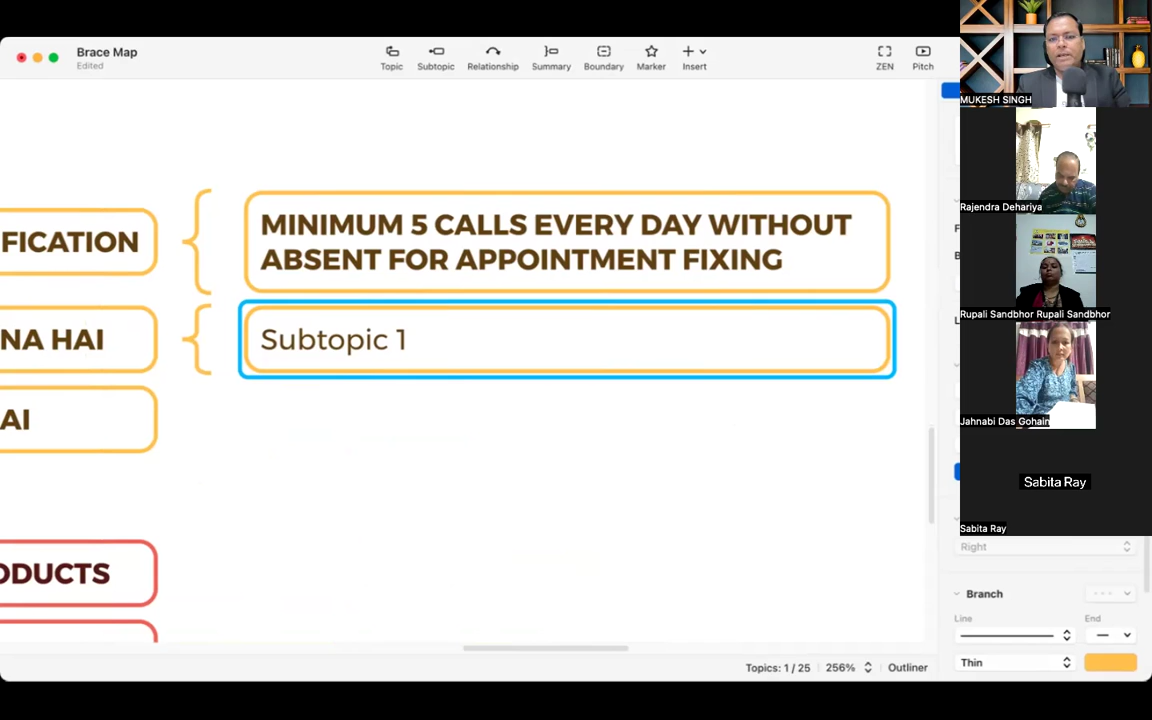 Brace Map
Edited
Topic
Subtopic
Relationship
Summary
Boundary
Marker
Insert
ZEN
Pitch
MUKESH SINGH
Rajendra Dehariya
Rupali Sandbhor Rupali Sandbhor
Jahnabi Das Gohain
Sabita Ray
Sabita Ray
FICATION
MINIMUM 5 CALLS EVERY DAY WITHOUT
ABSENT FOR APPOINTMENT FIXING
NA HAI
Subtopic 1
AI
ODUCTS
Right
Branch
Line
End
Thin
Topics: 1 / 25
256%
Outliner